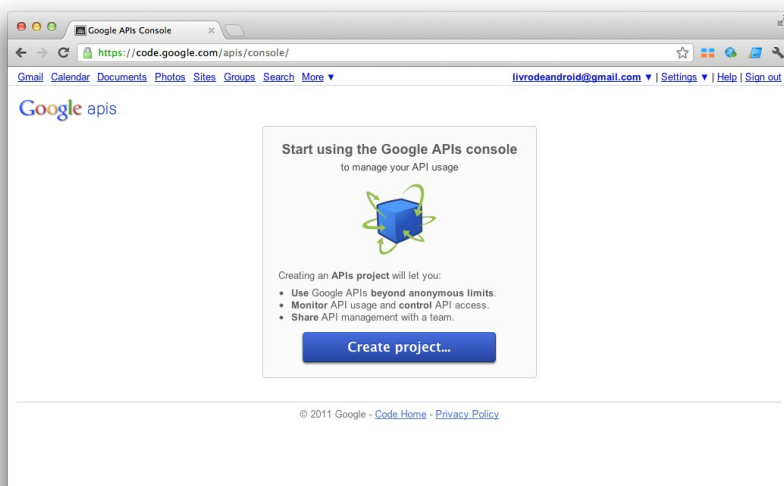 Google APIs Console
https://code.google.com/apis/console/
Gmail Calendar Documents Photos Sites Groups Search More ▼ livrodeandroid@gmail.com ▼ | Settings ▼ | Help | Sign out
Google apis
Start using the Google APIs console
to manage your API usage
Creating an APIs project will let you:
• Use Google APIs beyond anonymous limits.
• Monitor API usage and control API access.
• Share API management with a team.
Create project...
© 2011 Google - Code Home - Privacy Policy